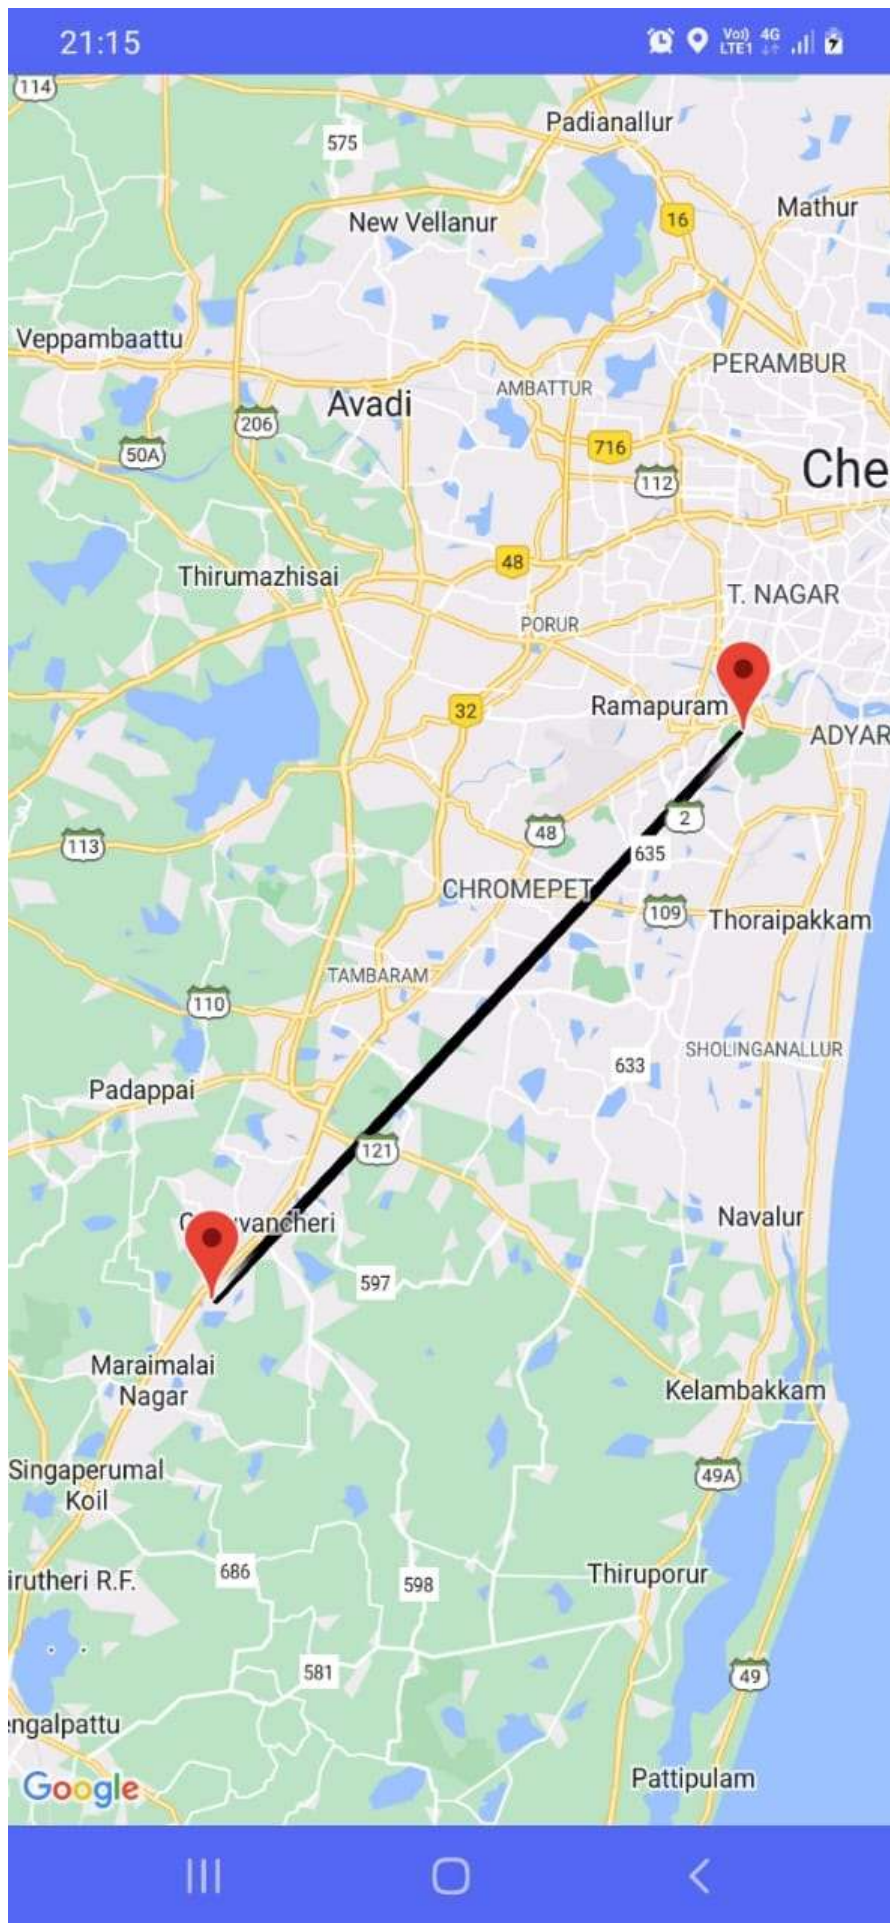 21:15
Vo)) 4G
LTE1
114
Padianallur
575
Mathur
New Vellanur
16
Veppambaattu
PERAMBUR
AMBATTUR
Avadi
206
716
50A
Che
112
48
Thirumazhisai
T. NAGAR
PORUR
Ramapuram
32
ADYAR
2
48
113
635
CHROMEPET
109
Thoraipakkam
TAMBARAM
110
SHOLINGANALLUR
633
Padappai
121
Navalur
vancheri
597
Maraimalai
Nagar
Kelambakkam
Singaperumal
Koil
49A
686
Thiruporur
irutheri R.F.
598
581
49
engalpattu
Pattipulam
Google